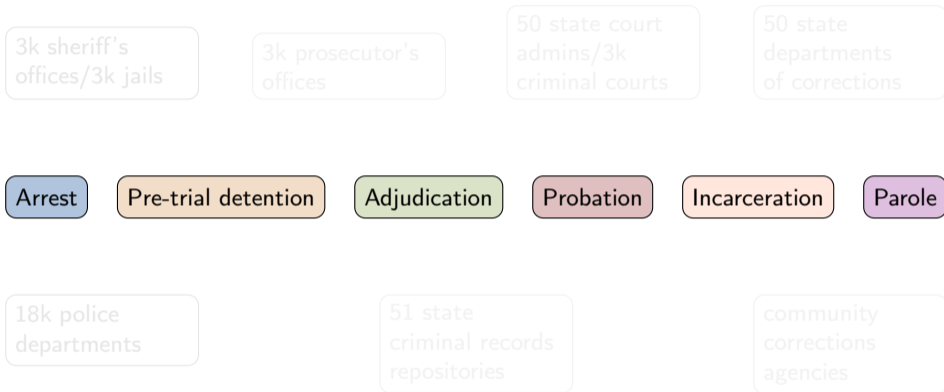 3k sheriff's
offices/3k jails
3k prosecutor's
offices
50 state court
admins/3k
criminal courts
50 state
departments
of corrections
Arrest
Pre-trial detention
Adjudication
Probation
Incarceration
Parole
18k police
departments
51 state
criminal records
repositories
community
corrections
agencies